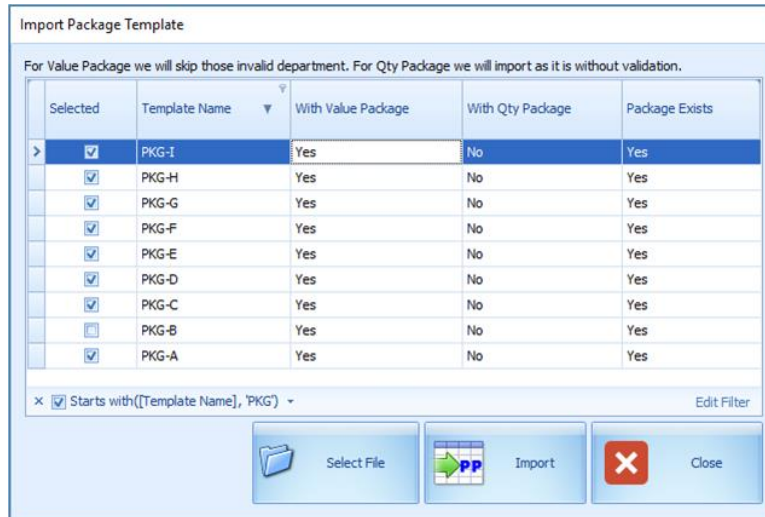 Import Package Template
For Value Package we will skip those invalid department. For Qty Package we will import as it is without validation.
Selected Template Name With Value Package With Qty Package Package Exists
PKG-I Yes No Yes
PKG-H Yes No Yes
PKG-G Yes No Yes
PKG-F Yes No Yes
PKG-E Yes No Yes
PKG-D Yes No Yes
PKG-C Yes No Yes
PKG-B Yes No Yes
PKG-A Yes No Yes
Starts with([Template Name], 'PKG') Edit Filter
Select File PP Import Close